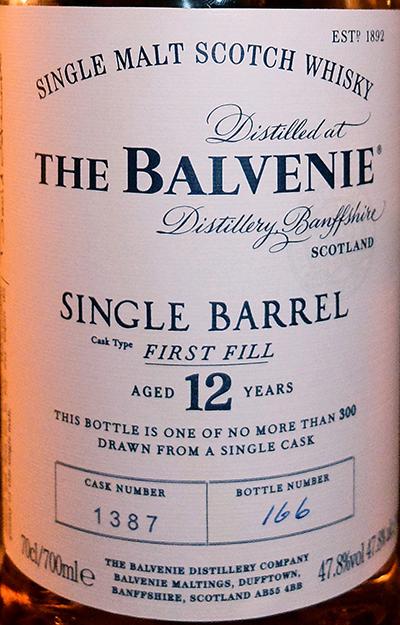 ESTD 1892
SINGLE MALT SCOTCH WHISKY
Distilled at
THE BALVENIE®
Distillery, Banffshire
SCOTLAND
SINGLE BARREL
Cask Type FIRST FILL
AGED 12 YEARS
THIS BOTTLE IS ONE OF NO MORE THAN 300
DRAWN FROM A SINGLE CASK
CASK NUMBER
1387
BOTTLE NUMBER
166
70cl/700ml e
THE BALVENIE DISTILLERY COMPANY
BALVENIE MALTINGS, DUFFTOWN,
BANFFSHIRE, SCOTLAND AB55 4BB
47.8%vol 47.8%